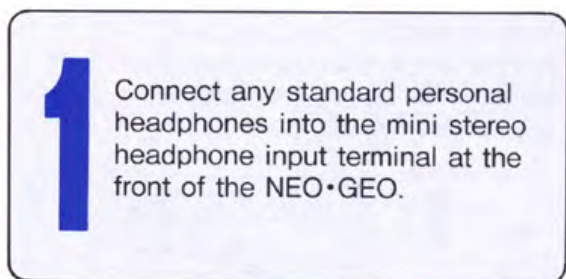 1
Connect any standard personal
headphones into the mini stereo
headphone input terminal at the
front of the NEO•GEO.